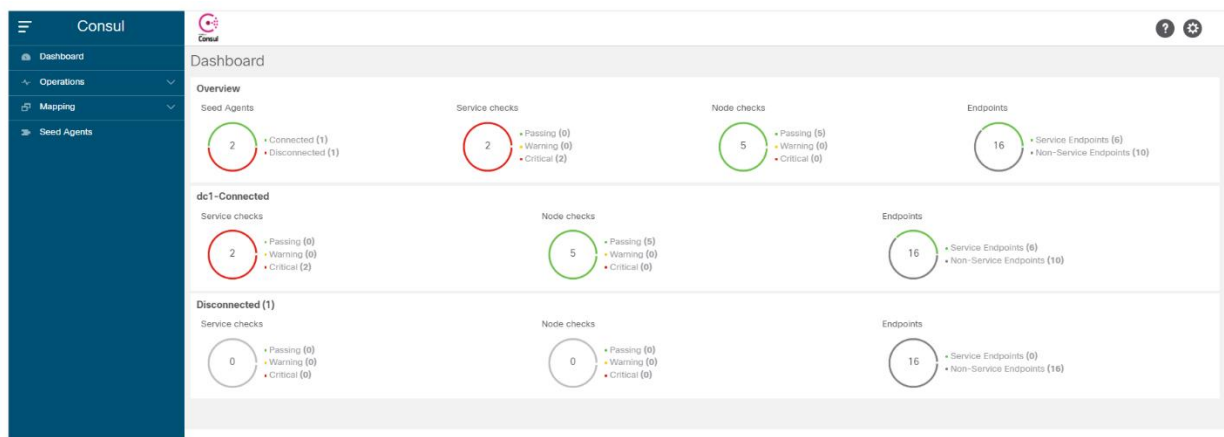 Consul
Dashboard
Operations
Mapping
Seed Agents
Consul
?
Dashboard
Overview
Seed Agents
2
Connected (1)
Disconnected (1)
Service checks
2
Passing (0)
Warning (0)
Critical (2)
Node checks
5
Passing (5)
Warning (0)
Critical (0)
Endpoints
16
Service Endpoints (6)
Non-Service Endpoints (10)
dc1-Connected
Service checks
2
Passing (0)
Warning (0)
Critical (2)
Node checks
5
Passing (5)
Warning (0)
Critical (0)
Endpoints
16
Service Endpoints (6)
Non-Service Endpoints (10)
Disconnected (1)
Service checks
0
Passing (0)
Warning (0)
Critical (0)
Node checks
0
Passing (0)
Warning (0)
Critical (0)
Endpoints
16
Service Endpoints (0)
Non-Service Endpoints (16)